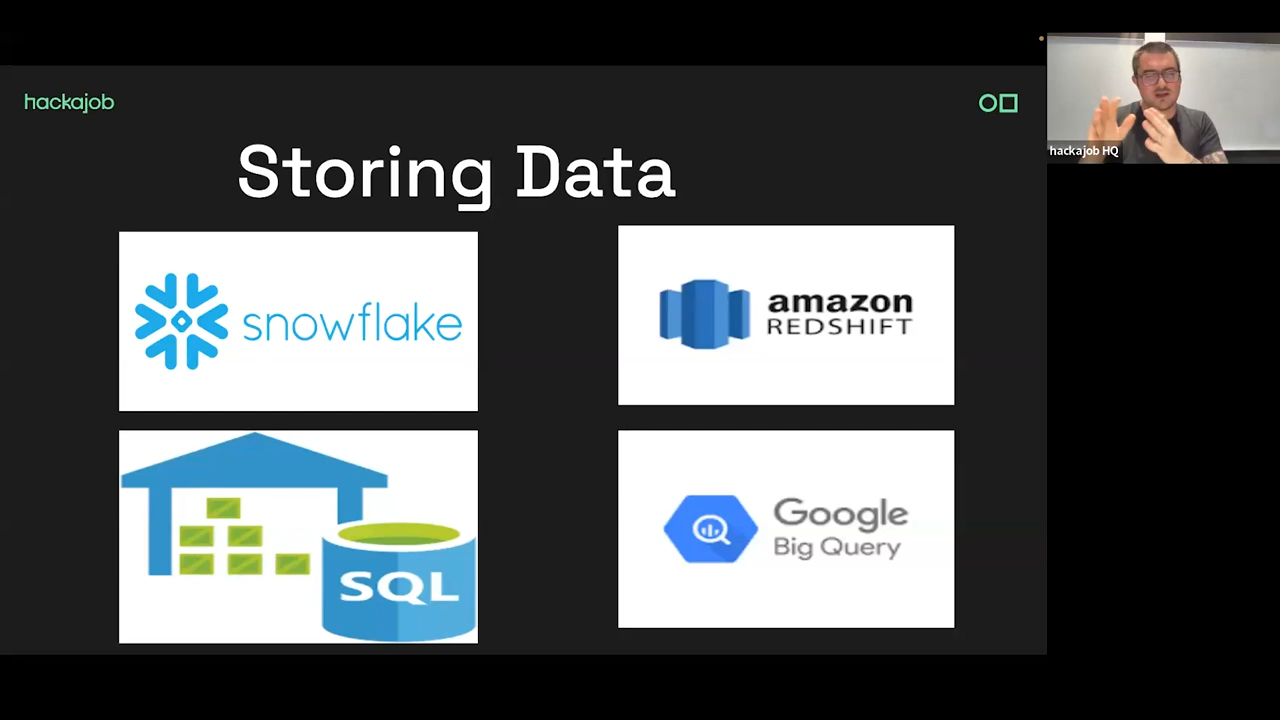 hackajob
Storing Data
snowflake
amazon
REDSHIFT
SQL
Google
Big Query
hackajob HQ